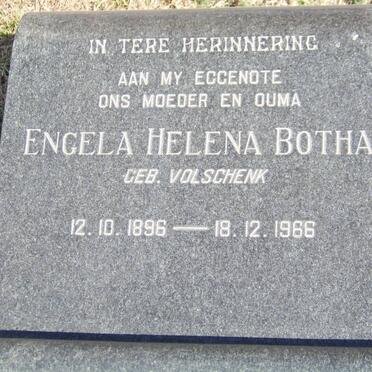 IN TERE HERINNERING
AAN MY EGGENOTE
ONS MOEDER EN OUMA
ENGELA HELENA BOTHA
GEB. VOLSCHENK
12.10.1896 — 18.12.1966